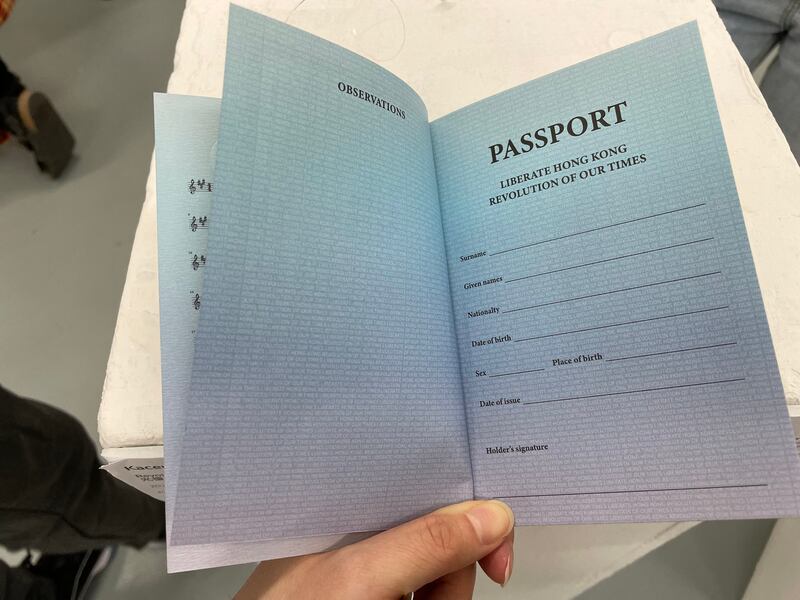 OBSERVATIONS
PASSPORT
LIBERATE HONG KONG
REVOLUTION OF OUR TIMES
Surname
Given names
Nationalty
Date of birth
Sex
Place of birth
Date of issue
Holder's signature